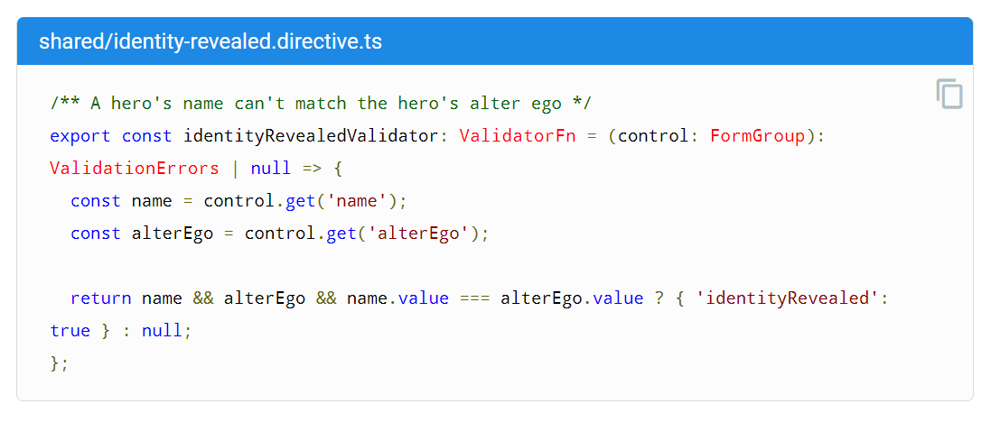 shared/identity-revealed.directive.ts
/** A hero's name can't match the hero's alter ego */
export const identityRevealedValidator: ValidatorFn = (control: FormGroup):
ValidationErrors | null => {
  const name = control.get('name');
  const alterEgo = control.get('alterEgo');
  return name && alterEgo && name.value === alterEgo.value ? { 'identityRevealed':
true } : null;
};